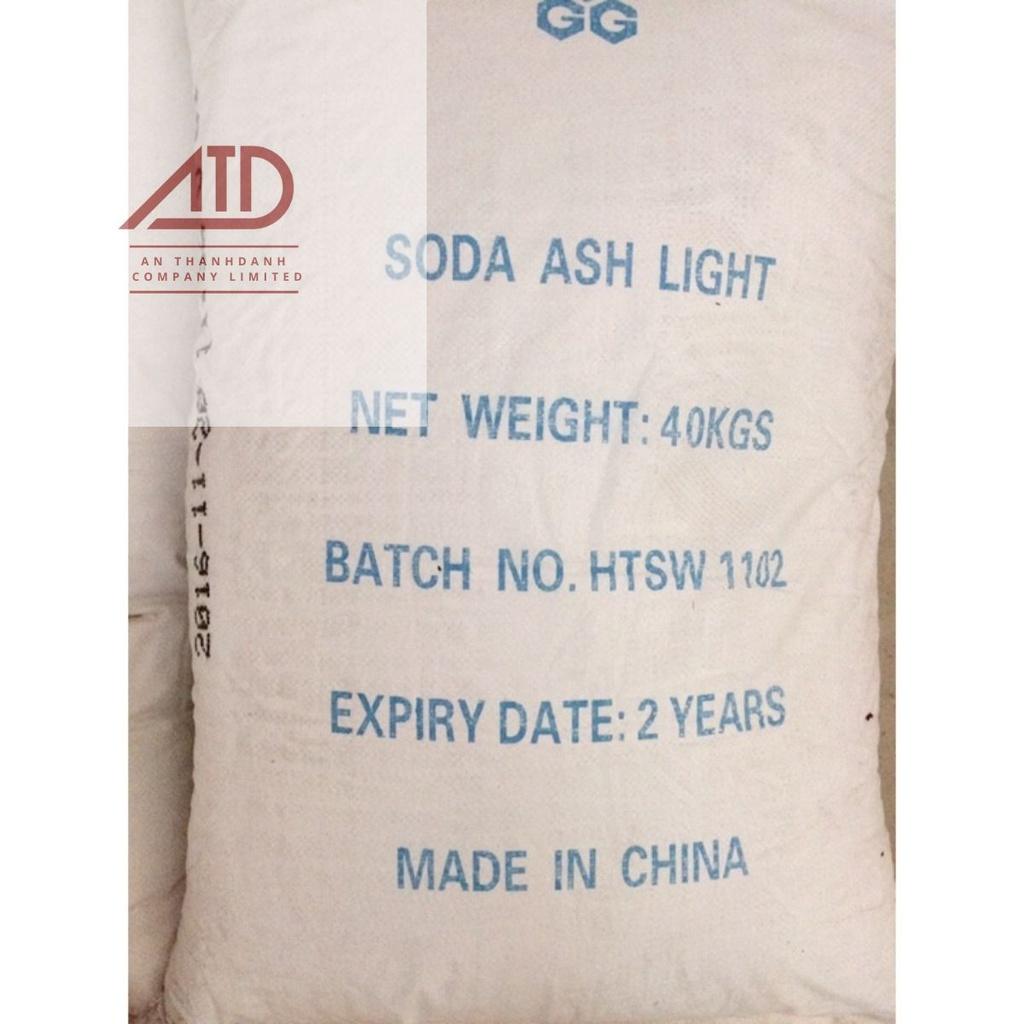 GG
ATD
AN THANHDANH
COMPANY LIMITED
SODA ASH LIGHT
NET WEIGHT: 40KGS
BATCH NO. HTSW 1102
EXPIRY DATE: 2 YEARS
MADE IN CHINA